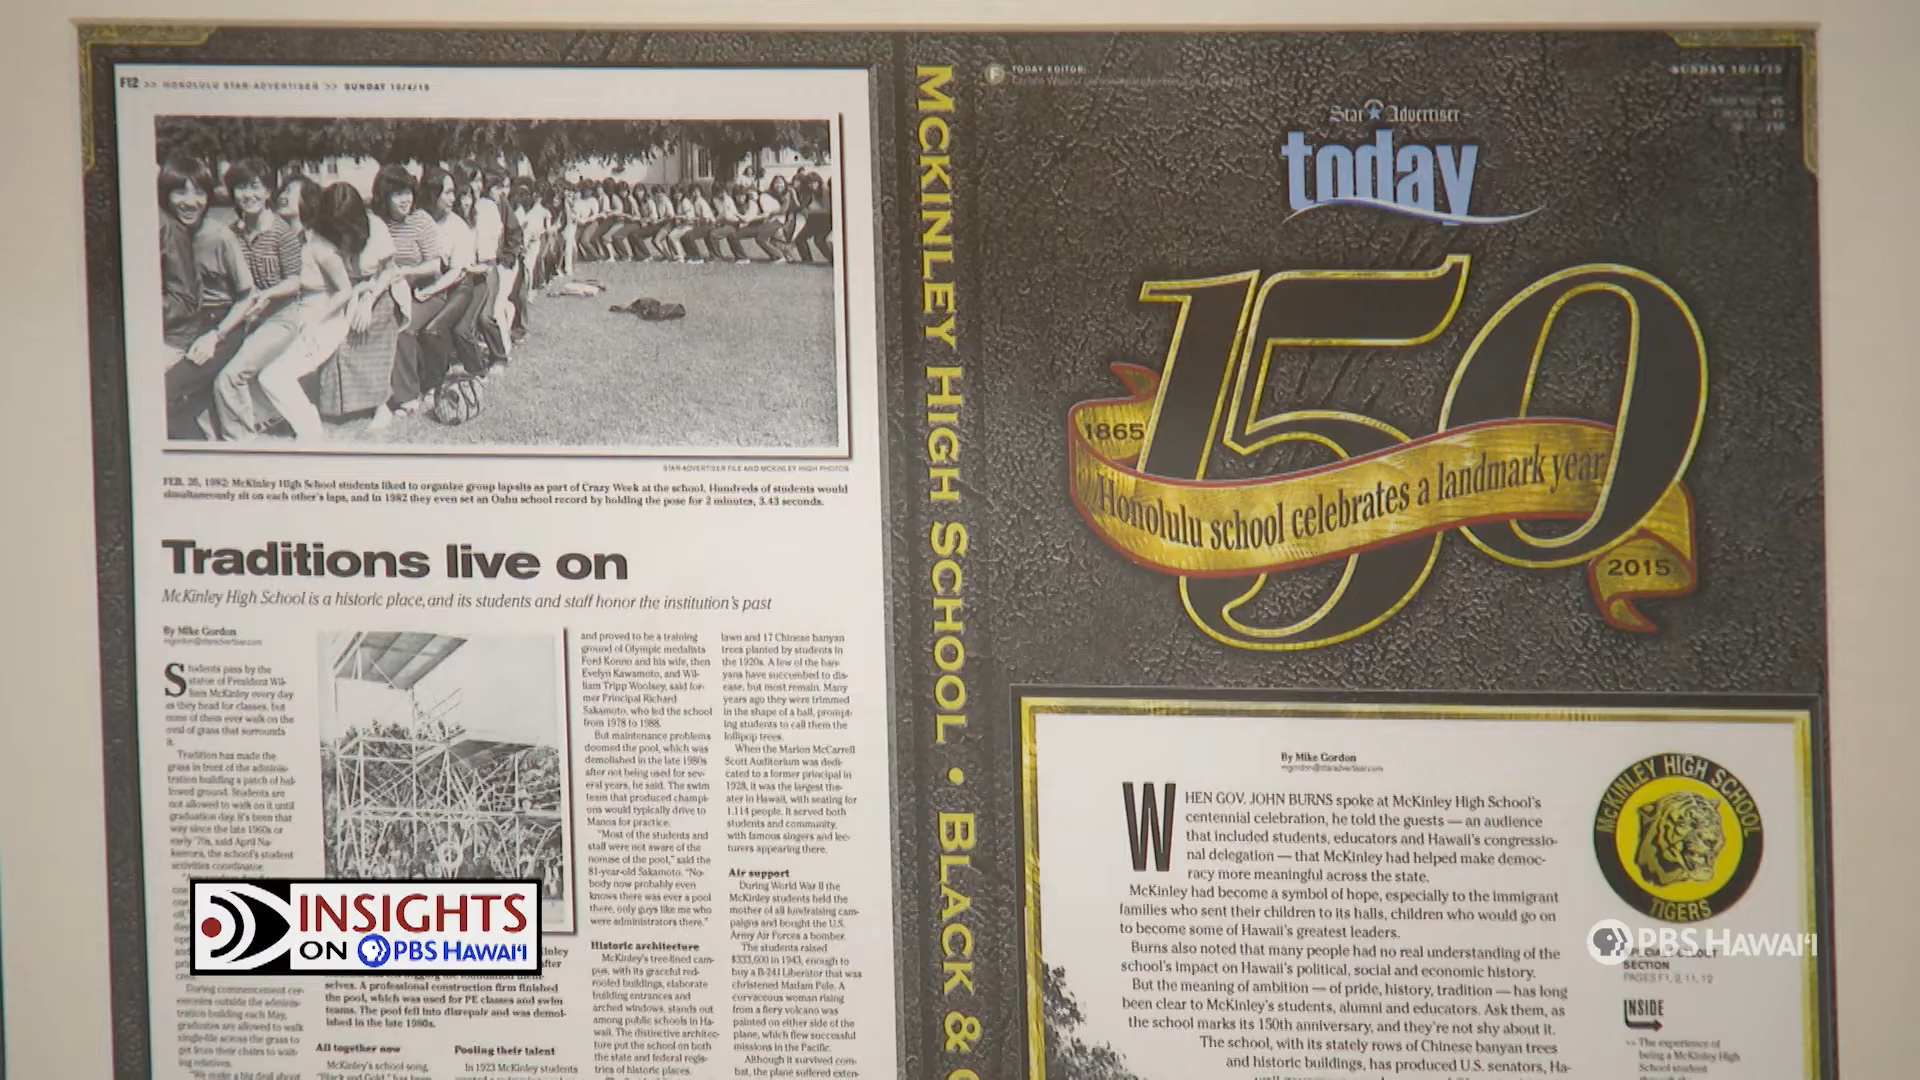 F12 >> HONOLULU STAR-ADVERTISER >> SUNDAY 10/4/15
STAR-ADVERTISER FILE AND MCKINLEY HIGH PHOTOS
FEB. 26, 1982: McKinley High School students liked to organize group lap-sits as part of Crazy Week at the school. Hundreds of students would
simultaneously sit on each other's laps, and in 1982 they even set an Oahu school record by holding the pose for 2 minutes, 3.43 seconds.
Traditions live on
McKinley High School is a historic place, and its students and staff honor the institution's past
By Mike Gordon
mgordon@staradvertiser.com
Students pass by the
statue of President Wil-
liam McKinley every day
as they head for classes, but
none of them ever walk on the
oval of grass that surrounds
it.
Tradition has made the
grass in front of the adminis-
tration building a patch of hal-
lowed ground. Students are
not allowed to walk on it until
graduation day. It's been that
way since the late 1960s or
early '70s, said April Na-
kamura, the school's student
activities coordinator.
During commencement cer-
emonies outside the adminis-
tration building each May,
graduates are allowed to walk
single-file across the grass to
get from their chairs to wait-
ing relatives.
"We make a big deal about
selves. A professional construction firm finished
the pool, which was used for PE classes and swim
teams. The pool fell into disrepair and was demol-
ished in the late 1980s.
All together now
McKinley's school song,
"Black and Gold," has been
Pooling their talent
In 1923 McKinley students
and proved to be a training
ground of Olympic medalists
Ford Konno and his wife, then
Evelyn Kawamoto, and Wil-
liam Tripp Woolsey, said for-
mer Principal Richard
Sakamoto, who led the school
from 1978 to 1988.
But maintenance problems
doomed the pool, which was
demolished in the late 1980s
after not being used for sev-
eral years, he said. The swim
team that produced champi-
ons would typically drive to
Manoa for practice.
"Most of the students and
staff were not aware of the
nonuse of the pool," said the
81-year-old Sakamoto. "No-
body now probably even
knows there was ever a pool
there, only guys like me who
were administrators there."
Historic architecture
McKinley's tree-lined cam-
pus, with its graceful red-
roofed buildings, elaborate
building entrances and
arched windows, stands out
among public schools in Ha-
waii. The distinctive architec-
ture put the school on both
the state and federal regis-
tries of historic places.
lawn and 17 Chinese banyan
trees planted by students in
the 1920s. A few of the ban-
yans have succumbed to dis-
ease, but most remain. Many
years ago they were trimmed
in the shape of a ball, prompt-
ing students to call them the
lollipop trees.
When the Marion McCarrell
Scott Auditorium was dedi-
cated to a former principal in
1928, it was the largest the-
ater in Hawaii, with seating for
1,114 people. It served both
students and community,
with famous singers and lec-
turers appearing there.
Air support
During World War II the
McKinley students held the
mother of all fundraising cam-
paigns and bought the U.S.
Army Air Forces a bomber.
The students raised
$333,600 in 1943, enough to
buy a B-24J Liberator that was
christened Madam Pele. A
curvaceous woman rising
from a fiery volcano was
painted on either side of the
plane, which flew successful
missions in the Pacific.
Although it survived com-
bat, the plane suffered exten-
MCKINLEY HIGH SCHOOL • BLACK &
F TODAY EDITOR:
SUNDAY 10/4/15
Star Advertiser
today
150
1865
Honolulu school celebrates a landmark year
2015
By Mike Gordon
mgordon@staradvertiser.com
WHEN GOV. JOHN BURNS spoke at McKinley High School's
centennial celebration, he told the guests — an audience
that included students, educators and Hawaii's congressio-
nal delegation — that McKinley had helped make democ-
racy more meaningful across the state.
McKinley had become a symbol of hope, especially to the immigrant
families who sent their children to its halls, children who would go on
to become some of Hawaii's greatest leaders.
Burns also noted that many people had no real understanding of the
school's impact on Hawaii's political, social and economic history.
But the meaning of ambition — of pride, history, tradition — has long
been clear to McKinley's students, alumni and educators. Ask them, as
the school marks its 150th anniversary, and they're not shy about it.
The school, with its stately rows of Chinese banyan trees
and historic buildings, has produced U.S. senators, Ha-
McKINLEY HIGH SCHOOL
TIGERS
SECTION
PAGES F1, 2, 11, 12
INSIDE
>> The experience of
being a McKinley High
School student
INSIGHTS
ON PBS HAWAIʻI
PBS HAWAIʻI